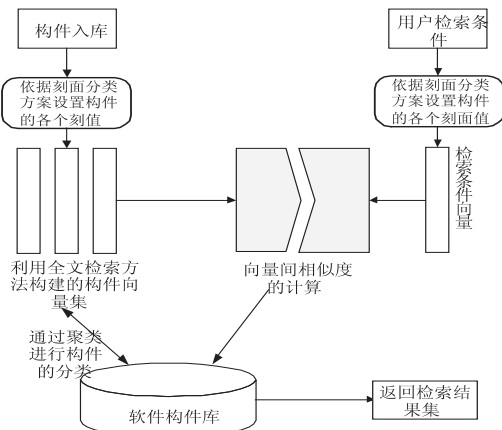 构件入库
用户检索条
件
依据刻面分类
方案设置构件
的各个刻值
依据刻面分类
方案设置构件
的各个刻面值
检索条件向量
利用全文检索方
法构建的构件向
量集
向量间相似度
的计算
通过聚类
进行构件
的分类
软件构件库
返回检索结
果集